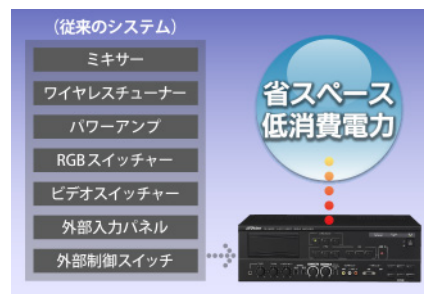 （従来のシステム）
ミキサー
ワイヤレスチューナー
パワーアンプ
RGBスイッチャー
ビデオスイッチャー
外部入力パネル
外部制御スイッチ
省スペース
低消費電力
Victor